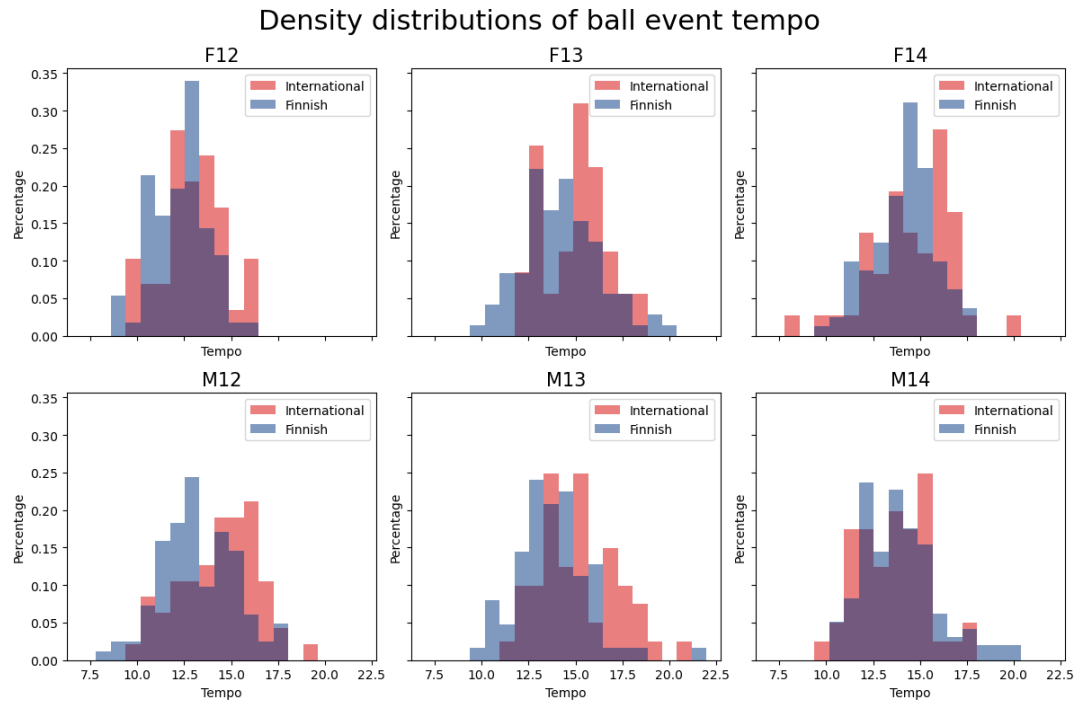 Density distributions of ball event tempo
F12
F13
F14
0.35
0.30
0.25
0.20
0.15
0.10
0.05
0.00
Percentage
Tempo
International
Finnish
Percentage
Tempo
International
Finnish
Percentage
Tempo
International
Finnish
M12
M13
M14
0.35
0.30
0.25
0.20
0.15
0.10
0.05
0.00
Percentage
International
Finnish
7.5 10.0 12.5 15.0 17.5 20.0 22.5
Tempo
Percentage
International
Finnish
7.5 10.0 12.5 15.0 17.5 20.0 22.5
Tempo
Percentage
International
Finnish
7.5 10.0 12.5 15.0 17.5 20.0 22.5
Tempo